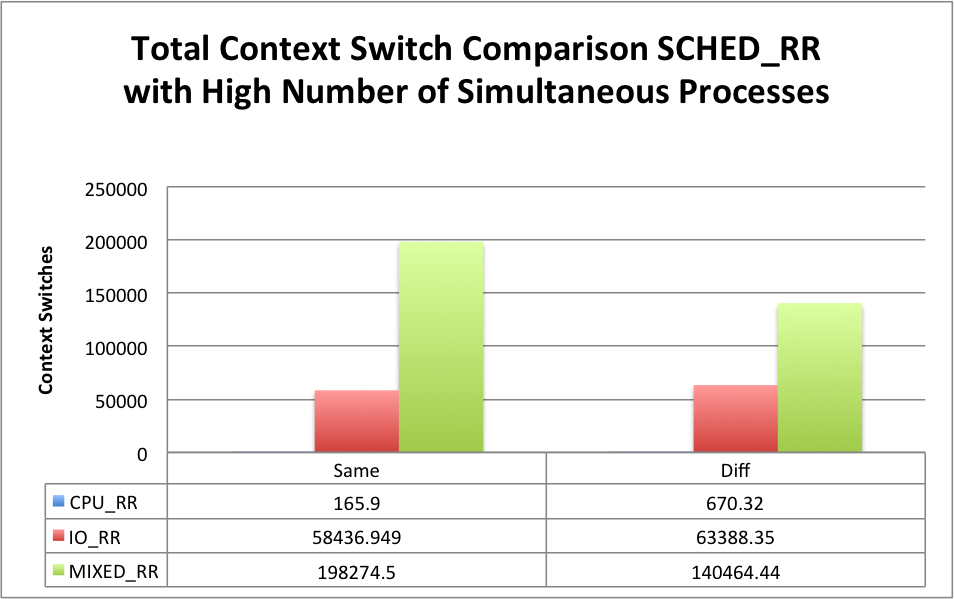 Total Context Switch Comparison SCHED_RR
with High Number of Simultaneous Processes
250000
200000
150000
100000
50000
0
Context Switches
Same Diff
CPU_RR 165.9 670.32
IO_RR 58436.949 63388.35
MIXED_RR 198274.5 140464.44